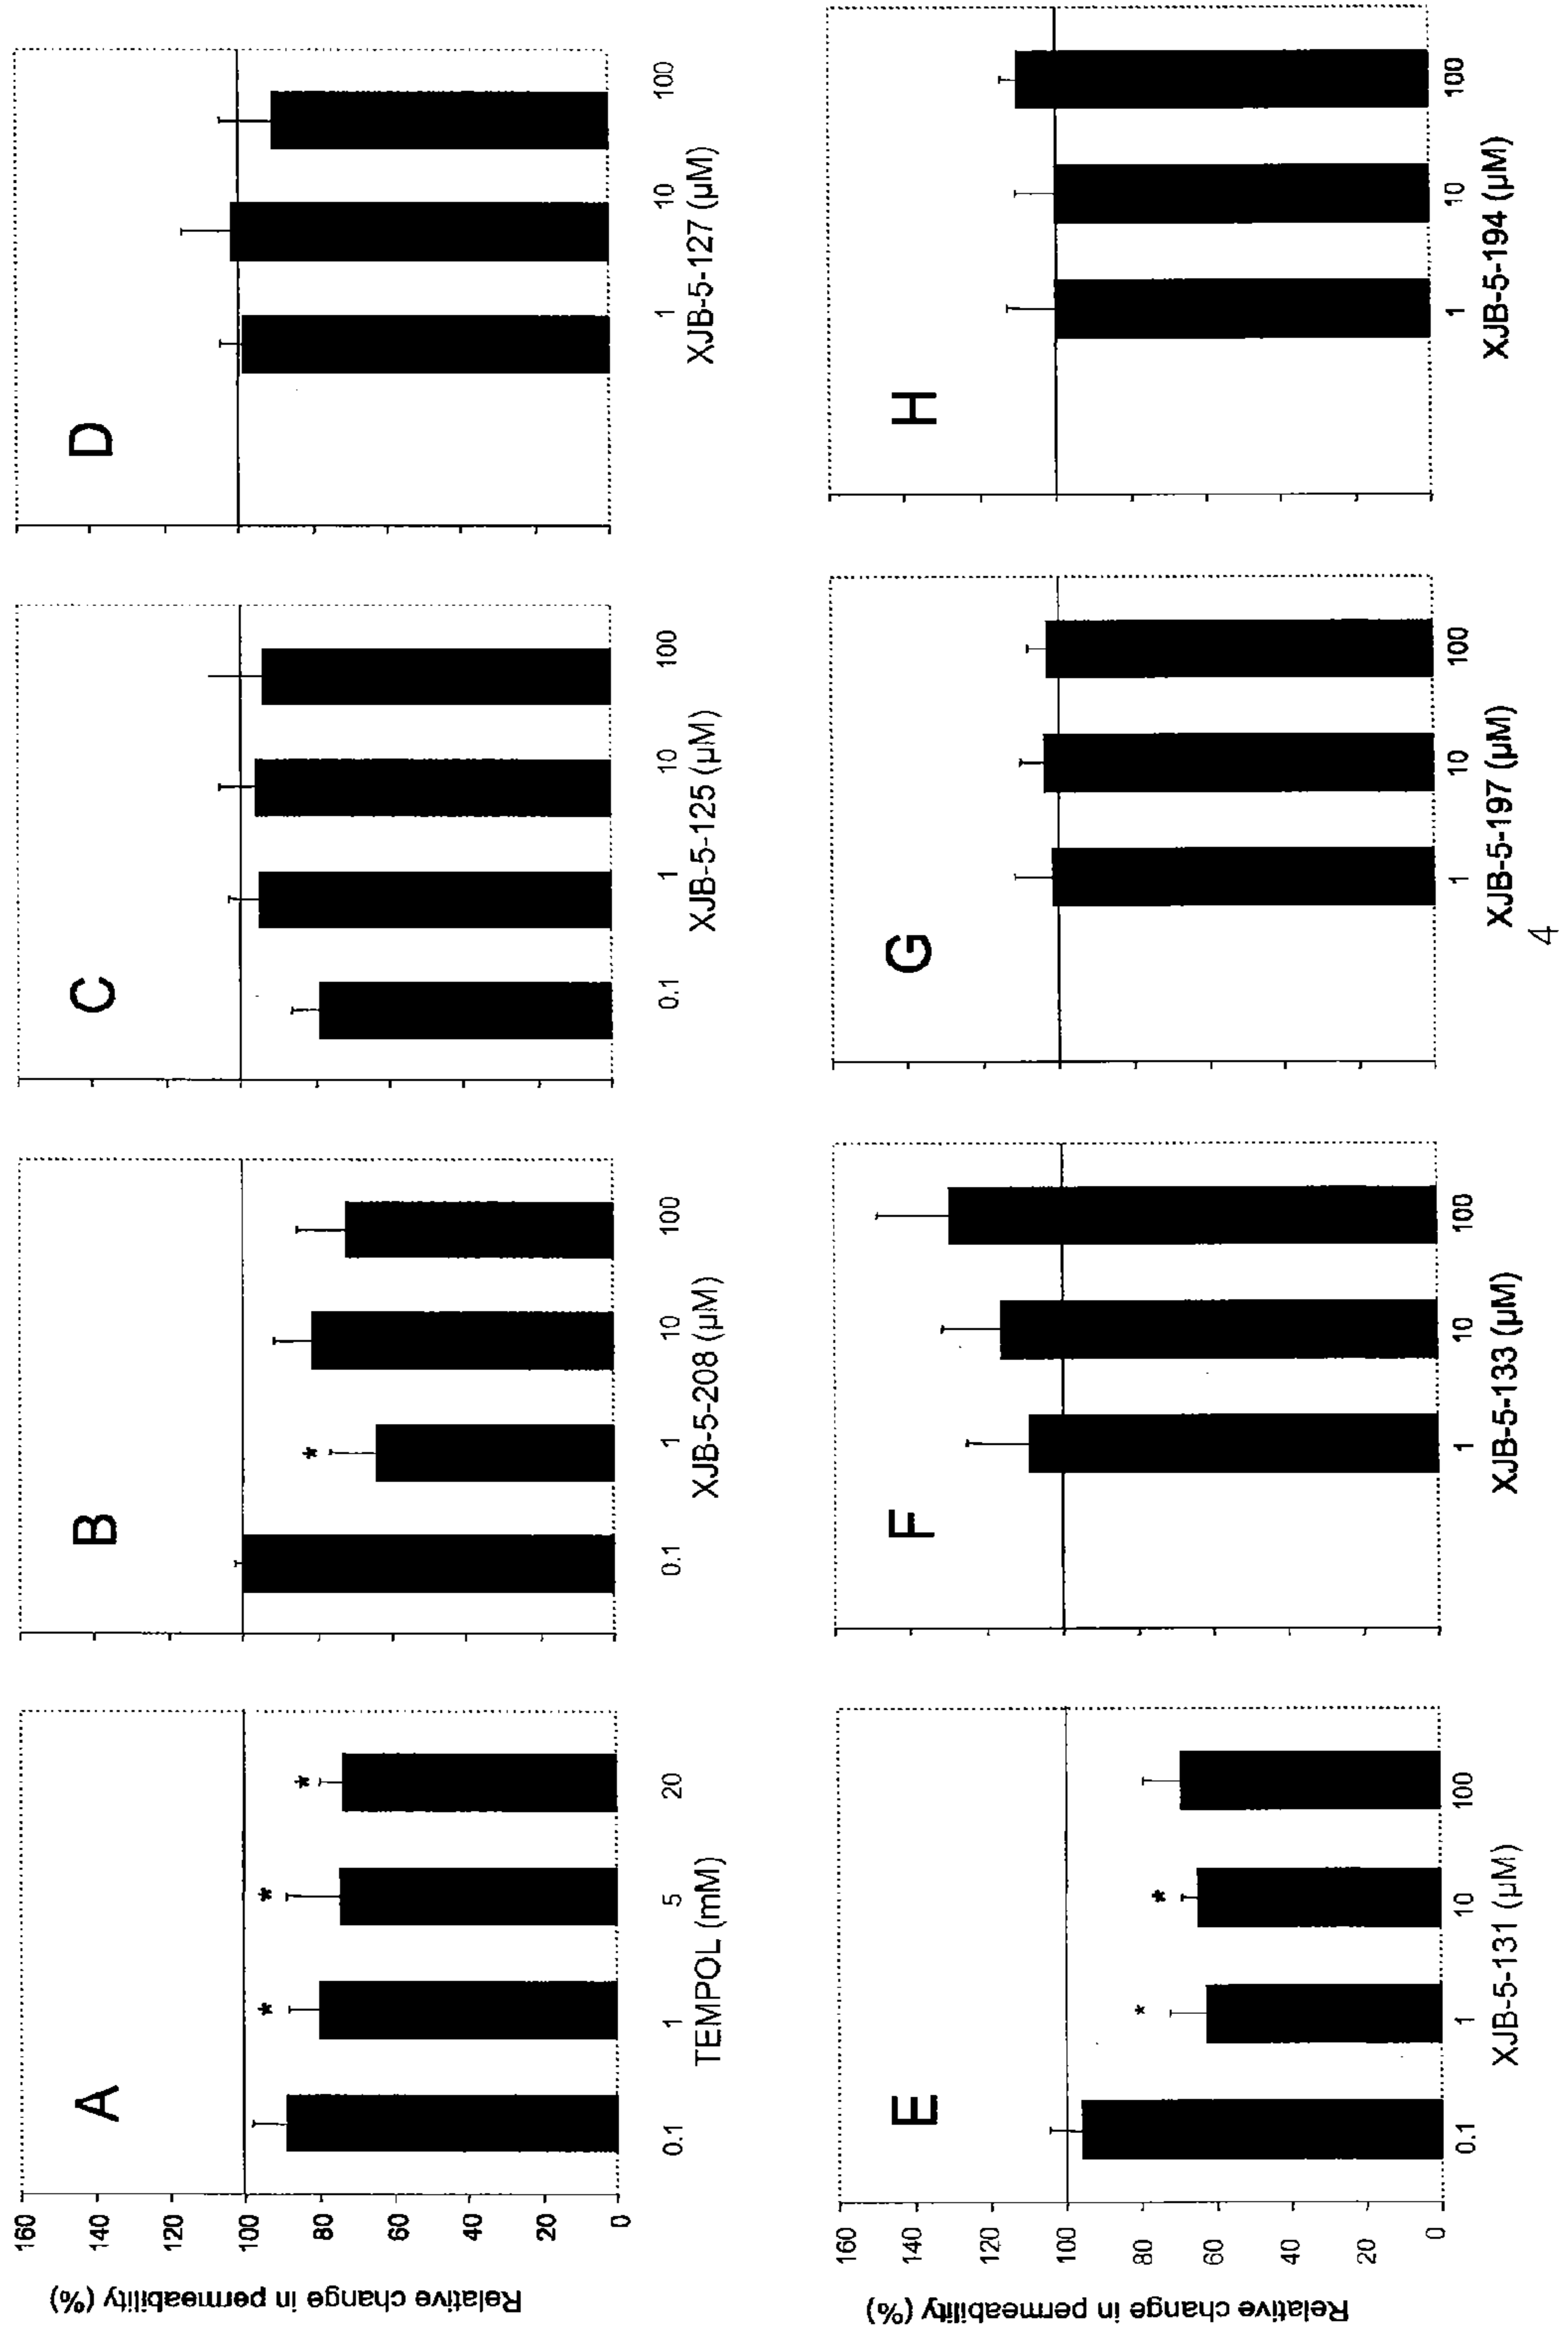 A
B
C
D
Relative change in permeability (%)
160
140
120
100
80
60
40
20
0
0.1 1 5 20
TEMPOL (mM)
0.1 1 10 100
XJB-5-208 (µM)
0.1 1 10 100
XJB-5-125 (µM)
1 10 100
XJB-5-127 (µM)
* * *
*
E
F
G
H
Relative change in permeability (%)
160
140
120
100
80
60
40
20
0
* *
0.1 1 10 100
XJB-5-131 (µM)
1 10 100
XJB-5-133 (µM)
1 10 100
XJB-5-197 (µM)
1 10 100
XJB-5-194 (µM)
4